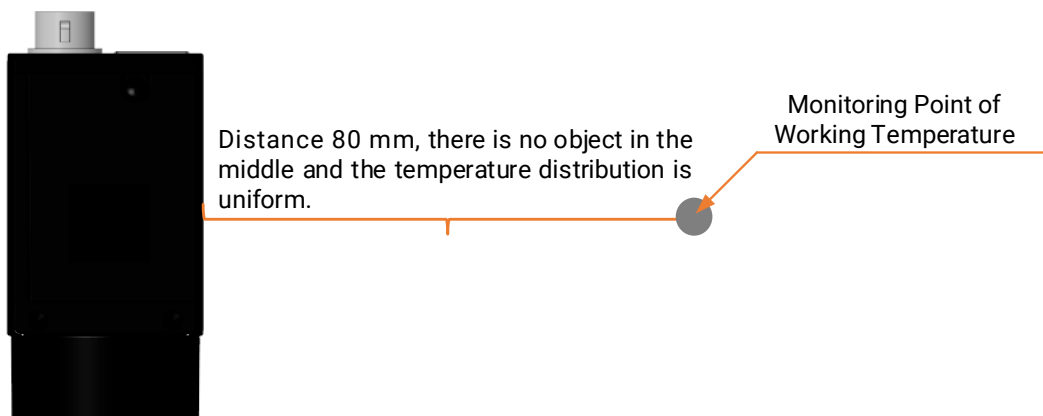 Distance 80 mm, there is no object in the
middle and the temperature distribution is
uniform.
Monitoring Point of
Working Temperature